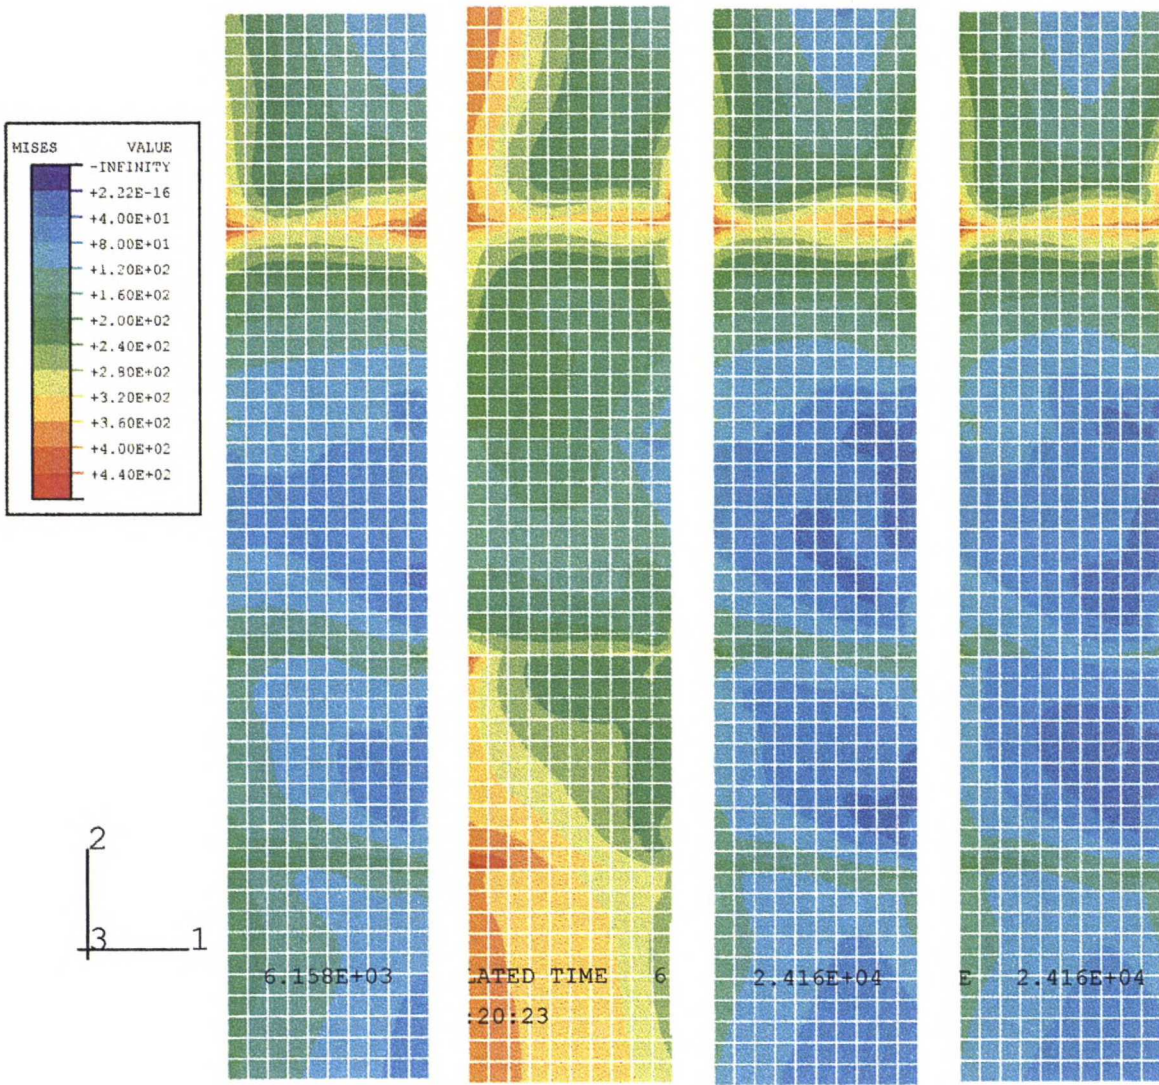 MISES VALUE
-INFINITY
+2.22E-16
+4.00E+01
+8.00E+01
+1.20E+02
+1.60E+02
+2.00E+02
+2.40E+02
+2.80E+02
+3.20E+02
+3.60E+02
+4.00E+02
+4.40E+02
2
3 1
6.158E+03
LATED TIME 6
:20:23
2.416E+04
E 2.416E+04